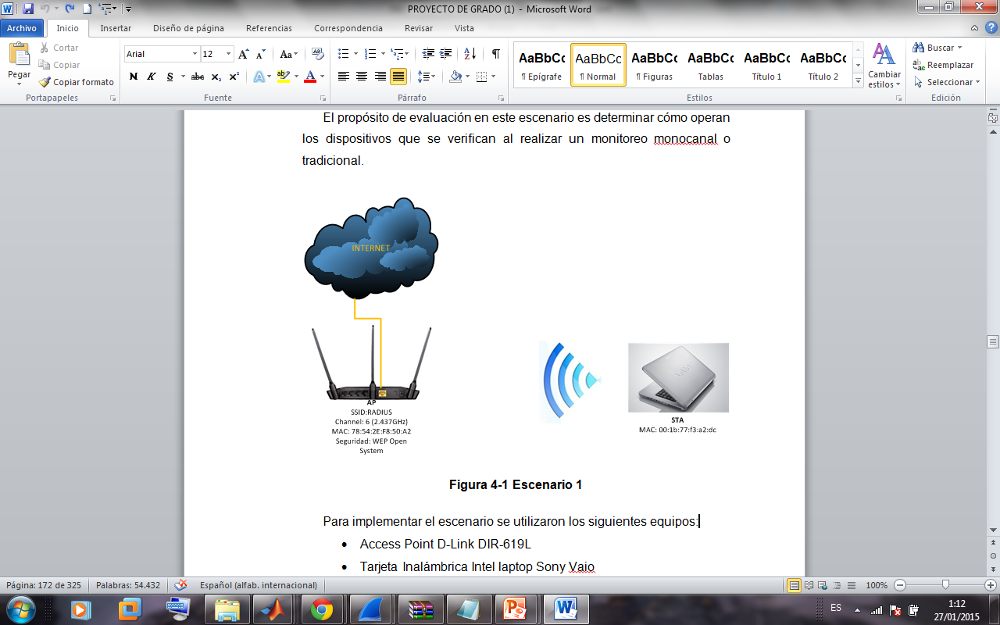 PROYECTO DE GRADO (1) - Microsoft Word
Archivo Inicio Insertar Diseño de página Referencias Correspondencia Revisar Vista
Pegar
Cortar
Copiar
Copiar formato
Portapapeles
Arial 12
N K S abc x₂ x²
Fuente
Párrafo
AaBbCc AaBbCc AaBbCc AaBbCc AaBbCc AaBbCc
¶ Epígrafe ¶ Normal ¶ Figuras Tablas Título 1 Título 2
Cambiar estilos
Estilos
Buscar
Reemplazar
Seleccionar
Edición
El propósito de evaluación en este escenario es determinar cómo operan
los dispositivos que se verifican al realizar un monitoreo monocanal o
tradicional.
INTERNET
AP
SSID:RADIUS
Channel: 6 (2.437GHz)
MAC: 78:54:2E:F8:50:A2
Seguridad: WEP Open
System
VAIO
STA
MAC: 00:1b:77:f3:a2:dc
Figura 4-1 Escenario 1
Para implementar el escenario se utilizaron los siguientes equipos:
• Access Point D-Link DIR-619L
• Tarjeta Inalámbrica Intel laptop Sony Vaio
Página: 172 de 325 Palabras: 54.432 Español (alfab. internacional) 100%
ES 1:12
27/01/2015